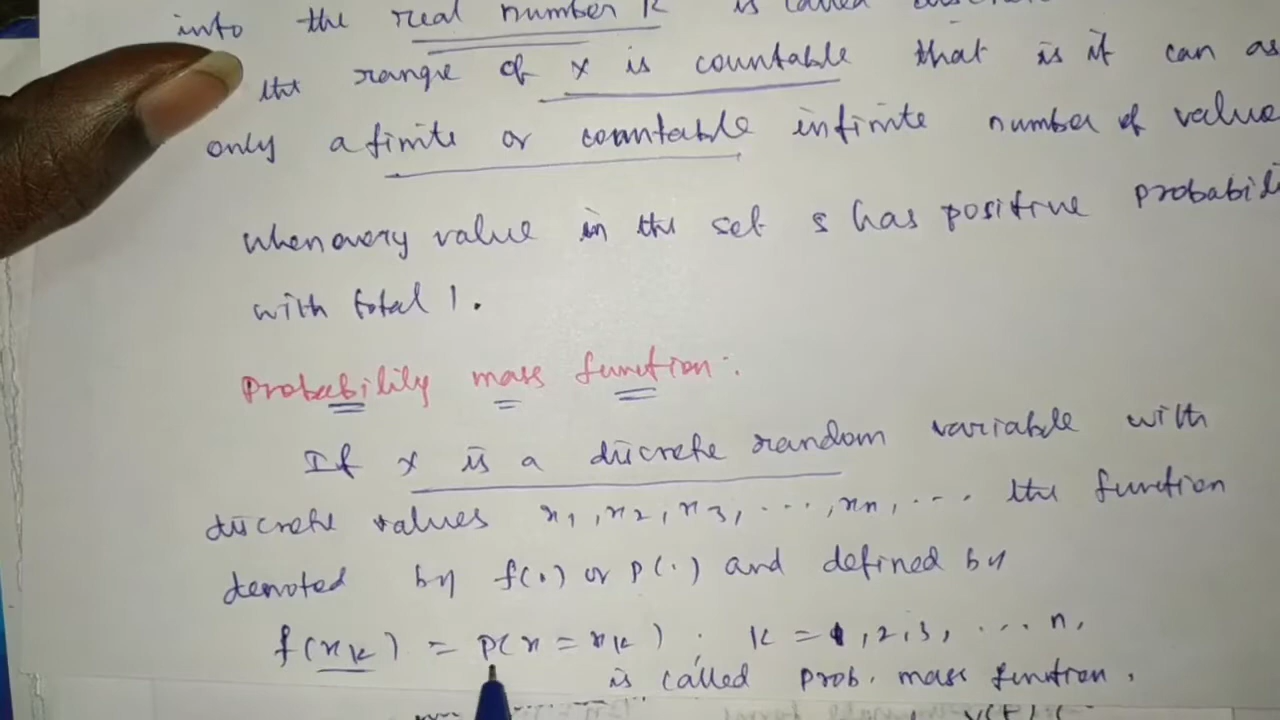 into the real number R is called
the range of x is countable that is it can as
only a finite or countable infinite number of value
when every value in the set s has positive probabili
with total 1.
Probability mass function:
If x is a discrete random variable with
discrete values x1, x2, x3, ..., xn, ... the function
denoted by f(.) or p(.) and defined by
f(xk) = p(x = xk) ; k = 1, 2, 3, ... n,
is called prob. mass function.